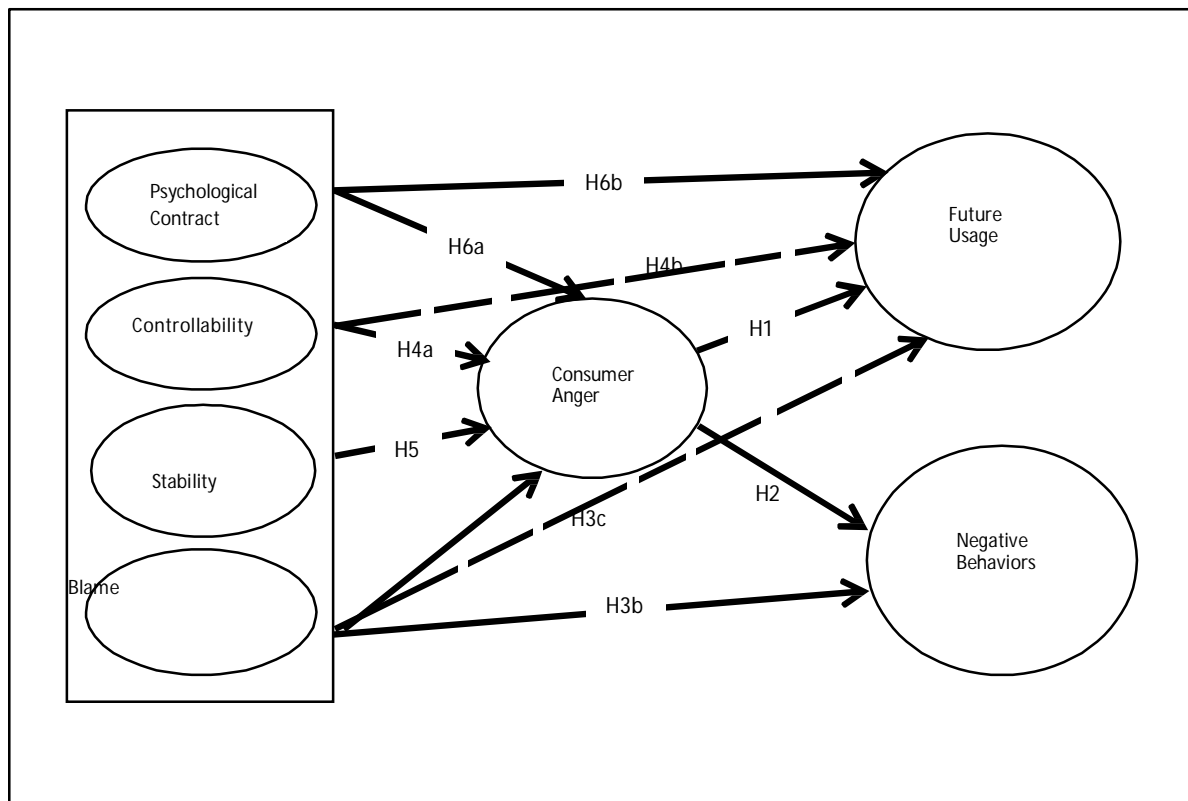 Psychological
Contract
H6b
Future
Usage
H6a
H4b
Controllability
H4a
H1
Consumer
Anger
H5
Stability
H2
H3c
Negative
Behaviors
Blame
H3b